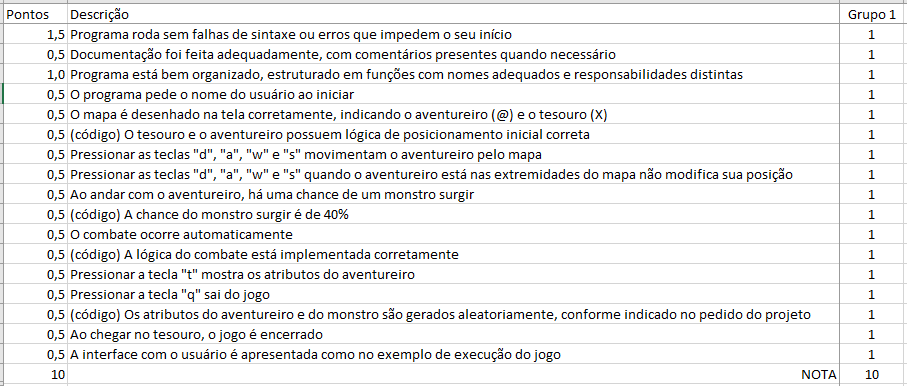 Pontos Descrição Grupo 1
1,5 Programa roda sem falhas de sintaxe ou erros que impedem o seu início 1
0,5 Documentação foi feita adequadamente, com comentários presentes quando necessário 1
1,0 Programa está bem organizado, estruturado em funções com nomes adequados e responsabilidades distintas 1
0,5 O programa pede o nome do usuário ao iniciar 1
0,5 O mapa é desenhado na tela corretamente, indicando o aventureiro (@) e o tesouro (X) 1
0,5 (código) O tesouro e o aventureiro possuem lógica de posicionamento inicial correta 1
0,5 Pressionar as teclas "d", "a", "w" e "s" movimentam o aventureiro pelo mapa 1
0,5 Pressionar as teclas "d", "a", "w" e "s" quando o aventureiro está nas extremidades do mapa não modifica sua posição 1
0,5 Ao andar com o aventureiro, há uma chance de um monstro surgir 1
0,5 (código) A chance do monstro surgir é de 40% 1
0,5 O combate ocorre automaticamente 1
0,5 (código) A lógica do combate está implementada corretamente 1
0,5 Pressionar a tecla "t" mostra os atributos do aventureiro 1
0,5 Pressionar a tecla "q" sai do jogo 1
0,5 (código) Os atributos do aventureiro e do monstro são gerados aleatoriamente, conforme indicado no pedido do projeto 1
0,5 Ao chegar no tesouro, o jogo é encerrado 1
0,5 A interface com o usuário é apresentada como no exemplo de execução do jogo 1
10 NOTA 10